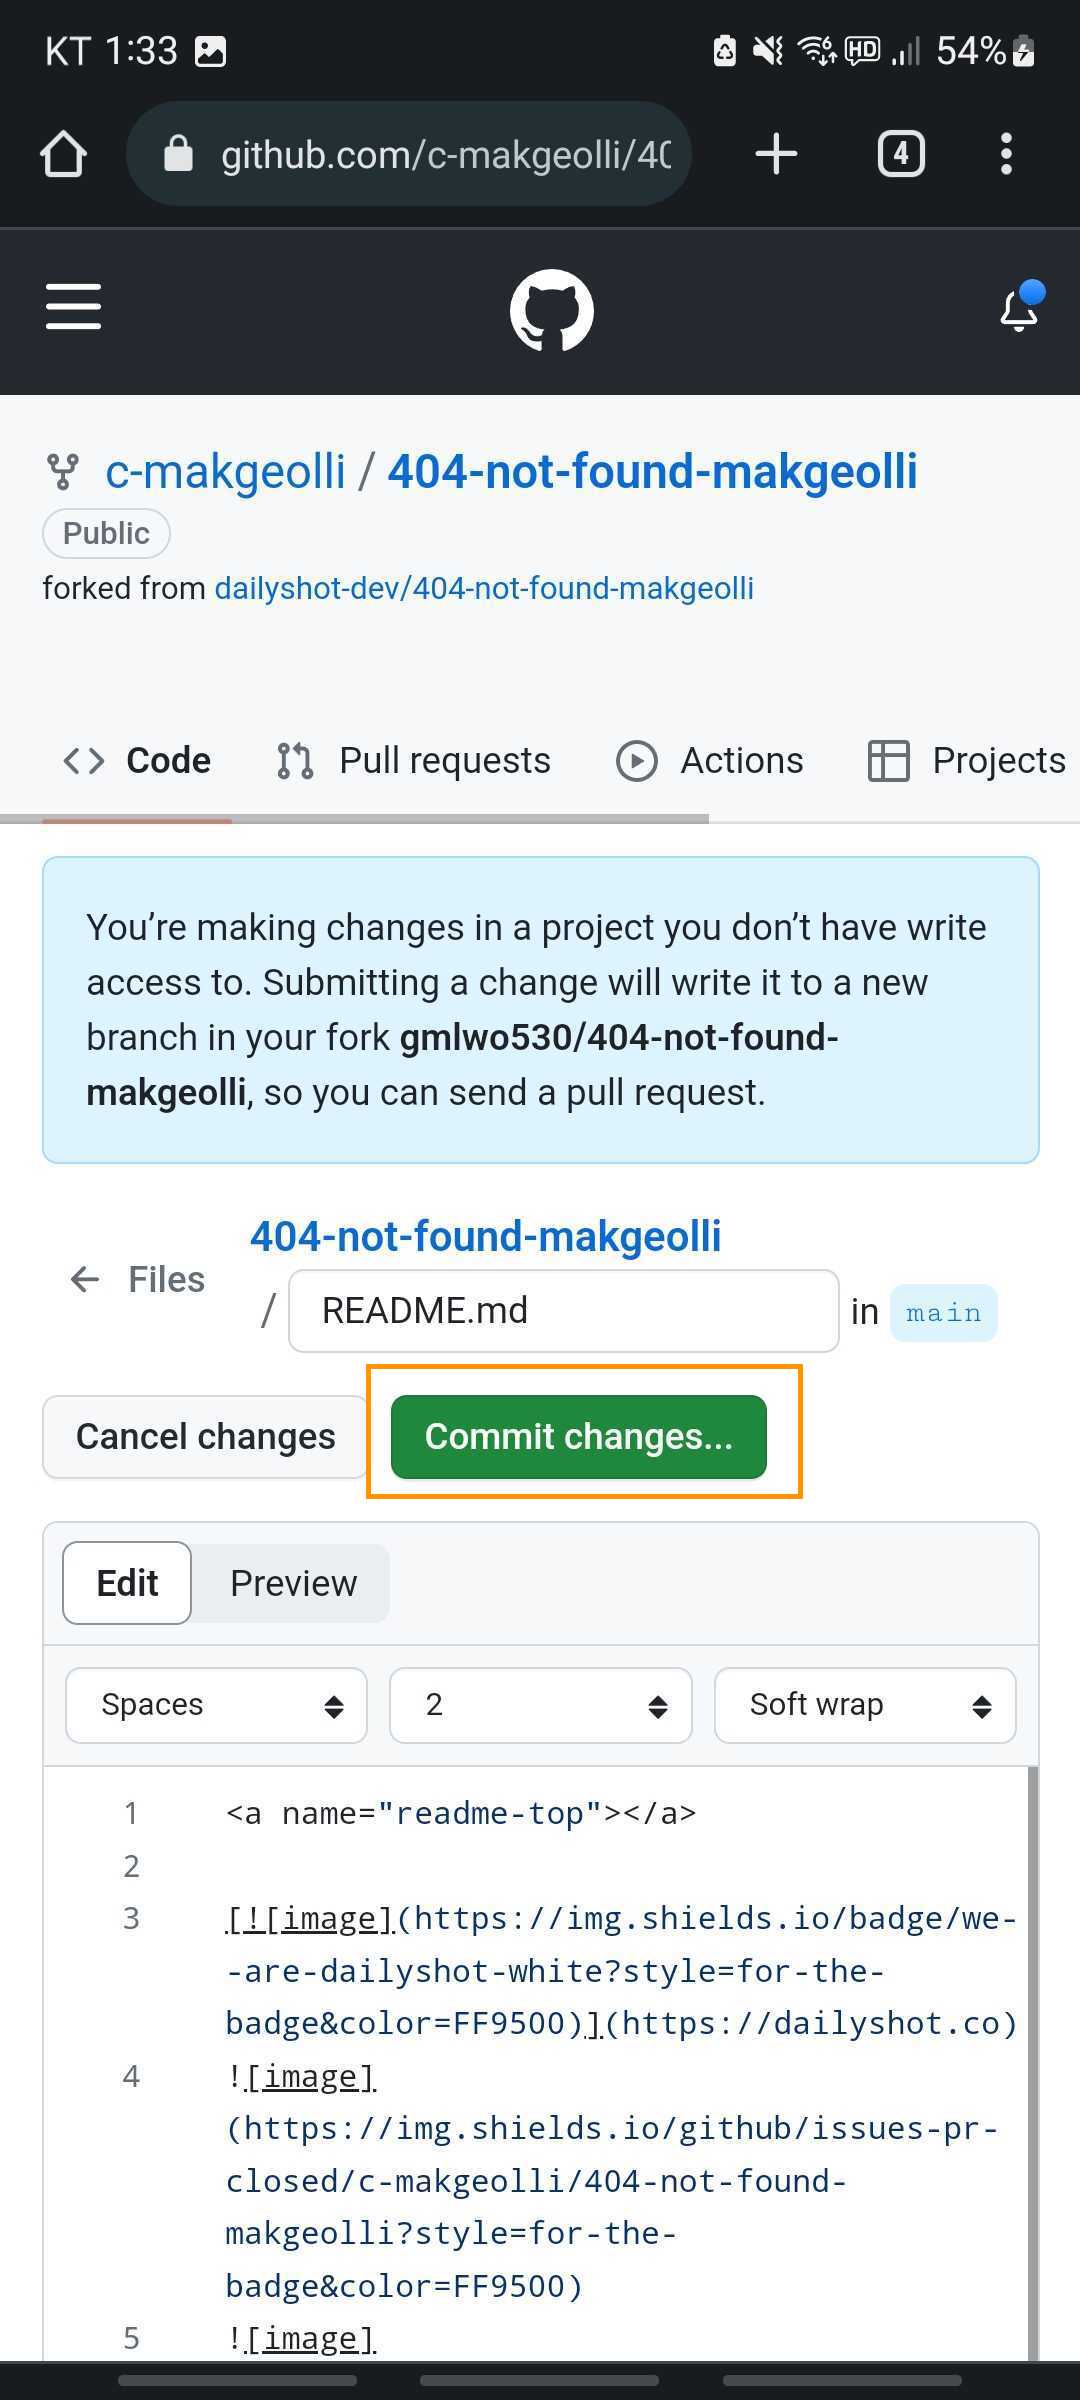 KT 1:33 54%
github.com/c-makgeolli/40
4
c-makgeolli / 404-not-found-makgeolli
Public
forked from dailyshot-dev/404-not-found-makgeolli
Code Pull requests Actions Projects
You’re making changes in a project you don’t have write
access to. Submitting a change will write it to a new
branch in your fork gmlwo530/404-not-found-
makgeolli, so you can send a pull request.
404-not-found-makgeolli
Files / README.md in main
Cancel changes Commit changes...
Edit Preview
Spaces 2 Soft wrap
1 <a name="readme-top"></a>
2
3 [![image](https://img.shields.io/badge/we-
-are-dailyshot-white?style=for-the-
badge&color=FF9500)](https://dailyshot.co)
4 ![image]
(https://img.shields.io/github/issues-pr-
closed/c-makgeolli/404-not-found-
makgeolli?style=for-the-
badge&color=FF9500)
5 ![image]